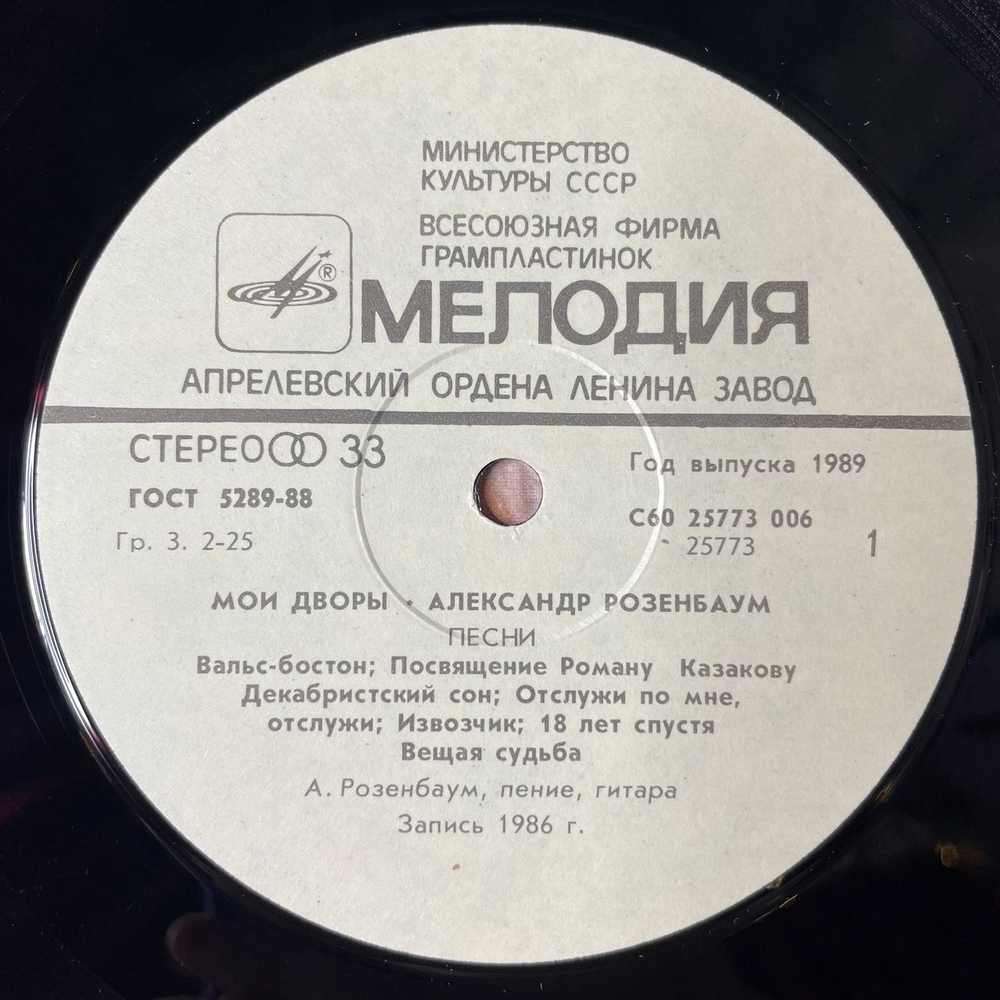 МИНИСТЕРСТВО
КУЛЬТУРЫ СССР
ВСЕСОЮЗНАЯ ФИРМА
ГРАМПЛАСТИНОК
®
МЕЛОДИЯ
АПРЕЛЕВСКИЙ ОРДЕНА ЛЕНИНА ЗАВОД
СТЕРЕО 33
ГОСТ 5289-88
Гр. 3. 2-25
Год выпуска 1989
С60 25773 006
25773 1
МОИ ДВОРЫ · АЛЕКСАНДР РОЗЕНБАУМ
ПЕСНИ
Вальс-бостон; Посвящение Роману Казакову
Декабристский сон; Отслужи по мне,
отслужи; Извозчик; 18 лет спустя
Вещая судьба
А. Розенбаум, пение, гитара
Запись 1986 г.